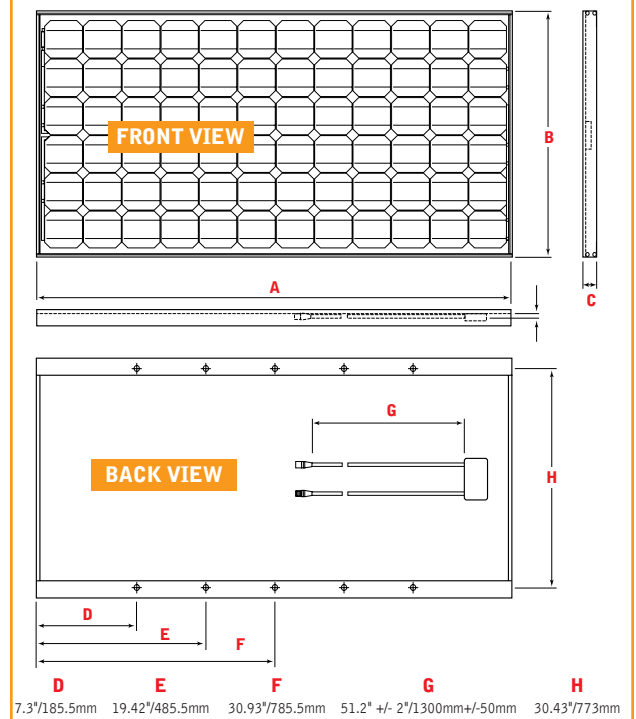 FRONT VIEW
B
A
C
G
BACK VIEW
H
D
E
F
D E F G H
7.3"/185.5mm 19.42"/485.5mm 30.93"/785.5mm 51.2" +/- 2"/1300mm+/-50mm 30.43"/773mm